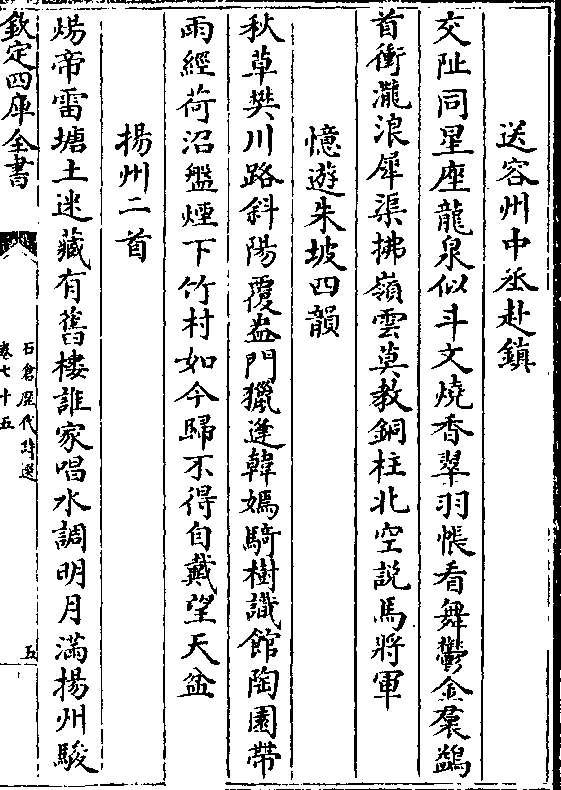 送容州中丞赴鎮
交阯同星座龍泉似斗文燒香翠羽帳看舞鬱金裙鷁
首衝瀧浪犀渠拂嶺雲莫教銅柱北空說馬將軍
憶遊朱坡四韻
秋草樊川路斜陽覆盎門獵逢韓嫣騎樹識館陶園帶
雨經荷沼盤煙下竹村如今歸不得自戴望天盆
揚州二首
煬帝雷塘土迷藏有舊樓誰家唱水調明月滿揚州駿
欽定四庫全書
石倉歷代詩選
卷七十五
五